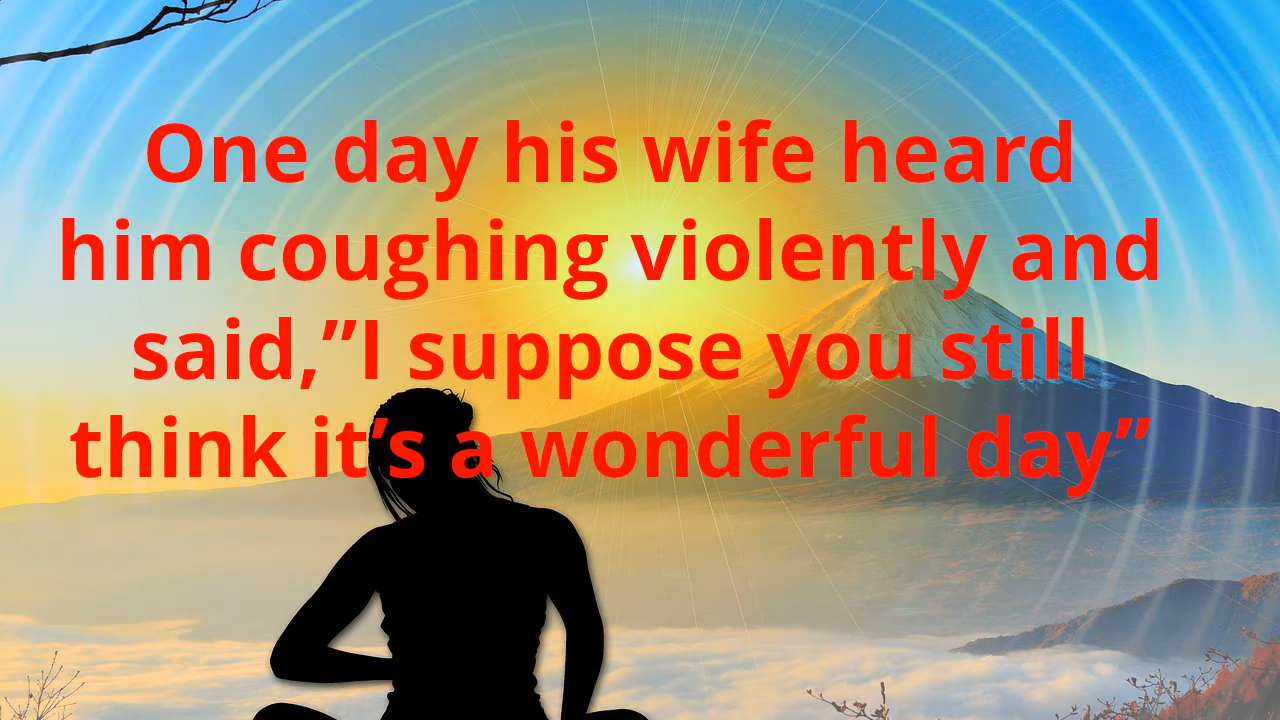 One day his wife heard
him coughing violently and
said,”I suppose you still
think it’s a wonderful day”